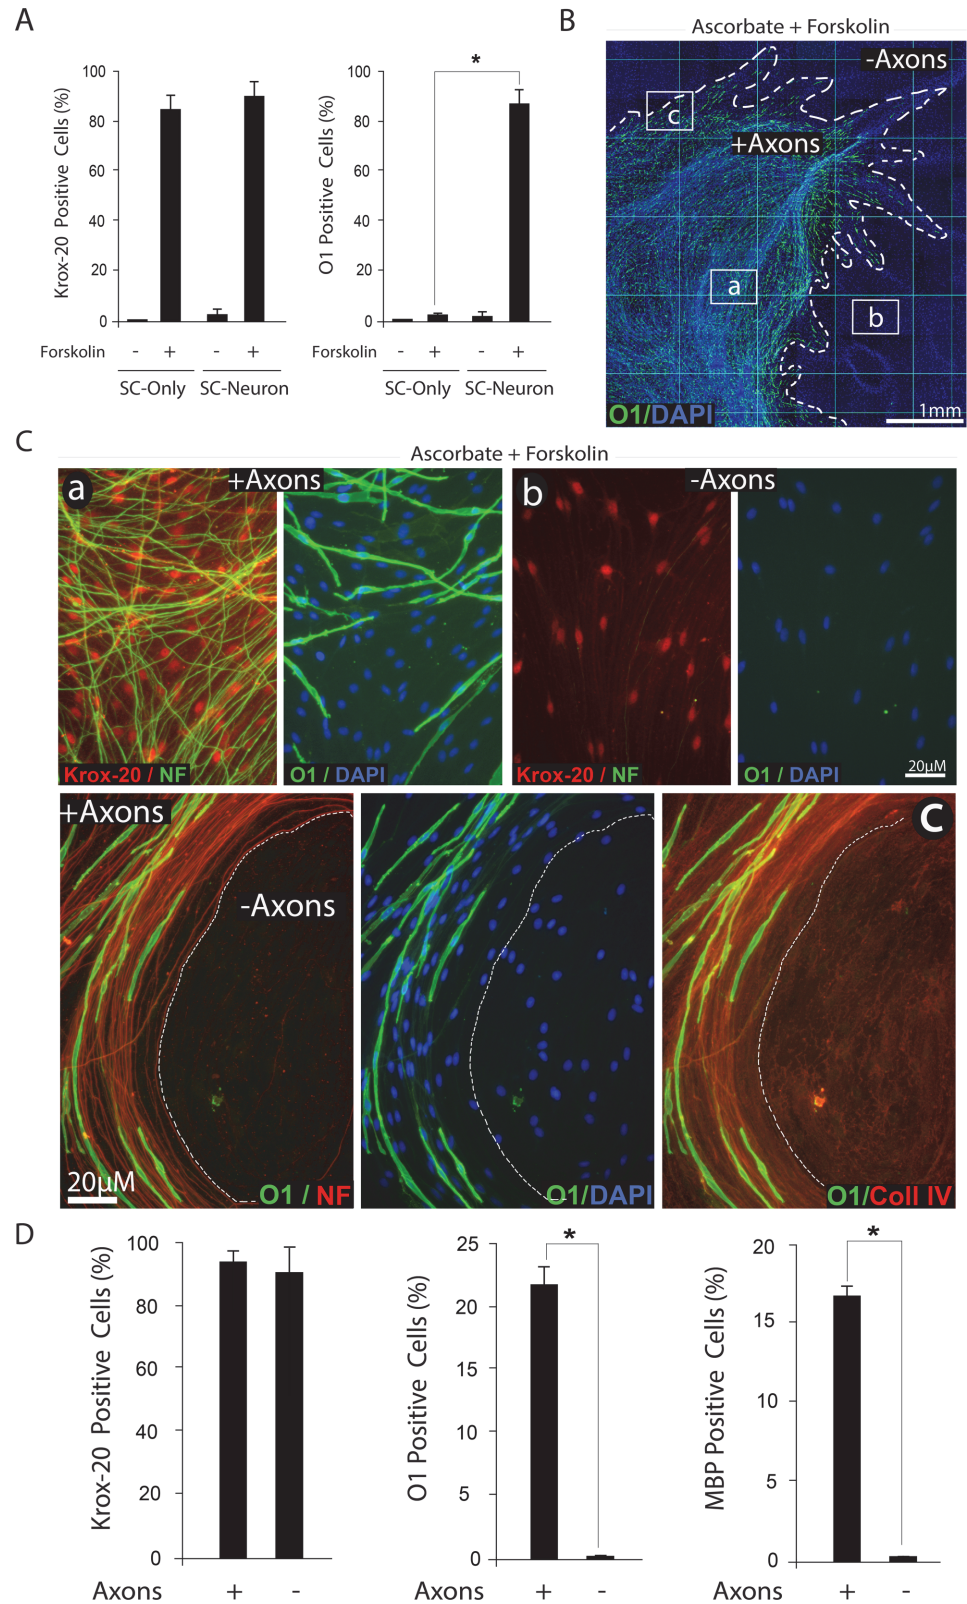 A
Krox-20 Positive Cells (%)
100
80
60
40
20
0
Forskolin - + - +
SC-Only SC-Neuron
O1 Positive Cells (%)
100
80
60
40
20
0
*
Forskolin - + - +
SC-Only SC-Neuron
B
Ascorbate + Forskolin
-Axons
c
+Axons
a
b
O1/DAPI
1mm
C
Ascorbate + Forskolin
a
+Axons
b
-Axons
Krox-20 / NF
O1 / DAPI
Krox-20 / NF
O1 / DAPI
20µM
+Axons
-Axons
C
20µM
O1 / NF
O1/DAPI
O1/Coll IV
D
Krox-20 Positive Cells (%)
100
80
60
40
20
0
Axons + -
O1 Positive Cells (%)
25
20
15
10
5
0
*
Axons + -
MBP Positive Cells (%)
20
15
10
5
0
*
Axons + -